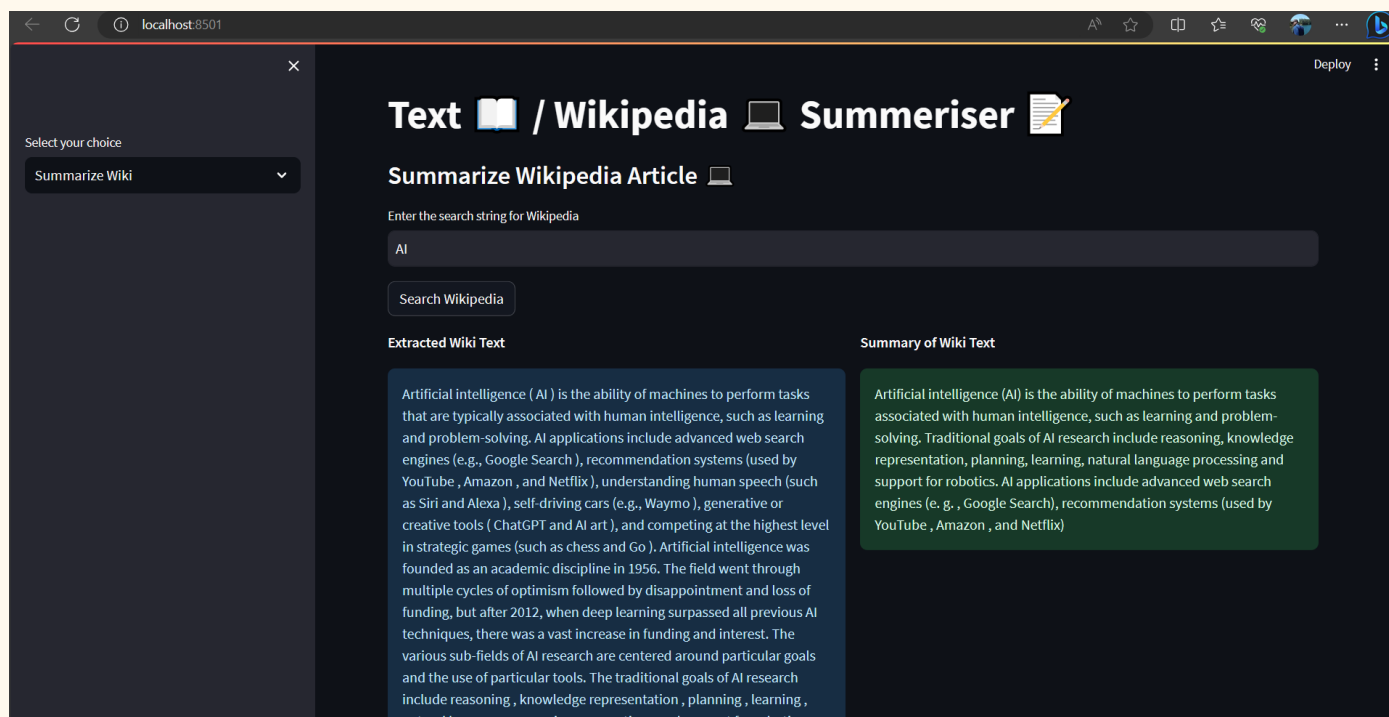 localhost:8501
Deploy
Text 📖 / Wikipedia 💻 Summeriser 📝
Select your choice
Summarize Wiki
Summarize Wikipedia Article 💻
Enter the search string for Wikipedia
AI
Search Wikipedia
Extracted Wiki Text
Artificial intelligence ( AI ) is the ability of machines to perform tasks
that are typically associated with human intelligence, such as learning
and problem-solving. AI applications include advanced web search
engines (e.g., Google Search ), recommendation systems (used by
YouTube , Amazon , and Netflix ), understanding human speech (such
as Siri and Alexa ), self-driving cars (e.g., Waymo ), generative or
creative tools ( ChatGPT and AI art ), and competing at the highest level
in strategic games (such as chess and Go ). Artificial intelligence was
founded as an academic discipline in 1956. The field went through
multiple cycles of optimism followed by disappointment and loss of
funding, but after 2012, when deep learning surpassed all previous AI
techniques, there was a vast increase in funding and interest. The
various sub-fields of AI research are centered around particular goals
and the use of particular tools. The traditional goals of AI research
include reasoning , knowledge representation , planning , learning ,
Summary of Wiki Text
Artificial intelligence (AI) is the ability of machines to perform tasks
associated with human intelligence, such as learning and problem-
solving. Traditional goals of AI research include reasoning, knowledge
representation, planning, learning, natural language processing and
support for robotics. AI applications include advanced web search
engines (e. g. , Google Search), recommendation systems (used by
YouTube , Amazon , and Netflix)